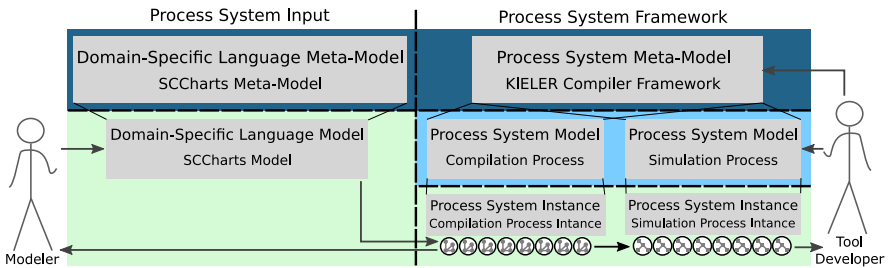 Process System Input
Process System Framework
Domain-Specific Language Meta-Model
SCCharts Meta-Model
Process System Meta-Model
KIELER Compiler Framework
Domain-Specific Language Model
SCCharts Model
Process System Model
Compilation Process
Process System Model
Simulation Process
Process System Instance
Compilation Process Intance
Process System Instance
Simulation Process Intance
Modeler
Tool
Developer